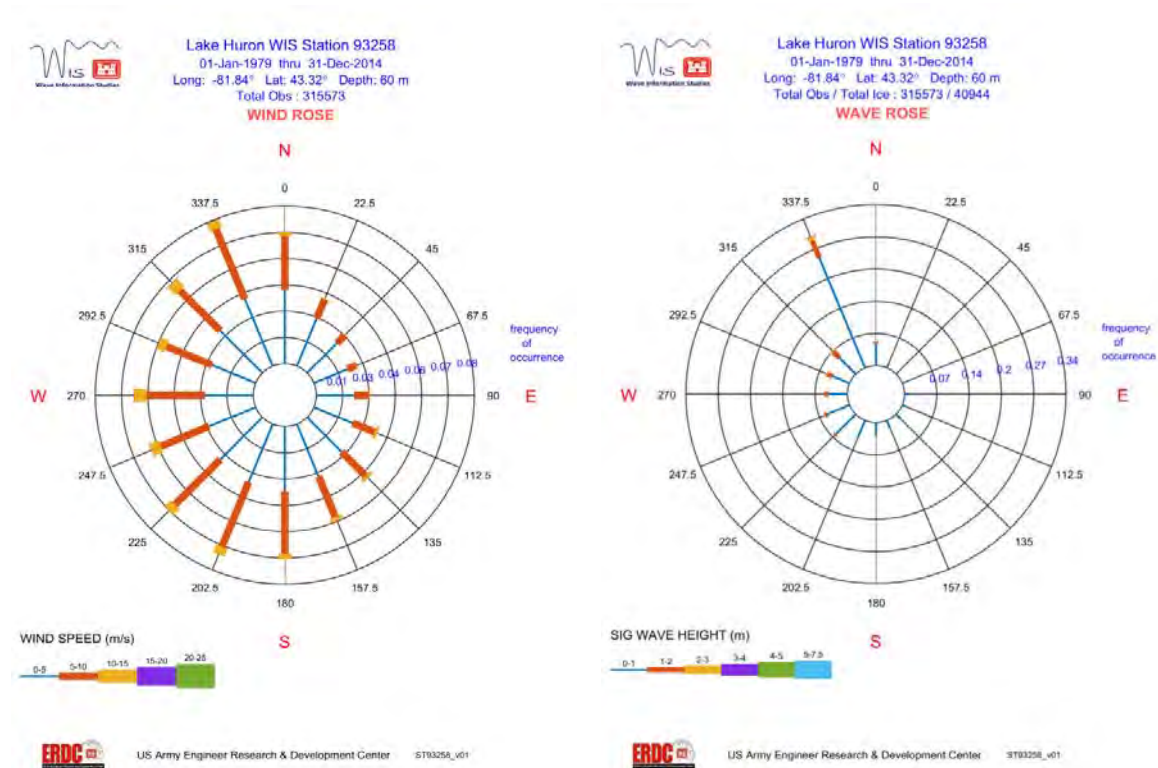 WIS
Wave Information Studies
Lake Huron WIS Station 93258
01-Jan-1979 thru 31-Dec-2014
Long: -81.84° Lat: 43.32° Depth: 60 m
Total Obs : 315573
WIND ROSE
N
0
22.5
45
67.5
frequency
of
occurrence
0.01 0.03 0.04 0.06 0.07 0.08
90
E
112.5
135
157.5
180
S
202.5
225
247.5
270
W
292.5
315
337.5
WIND SPEED (m/s)
0-5 5-10 10-15 15-20 20-25
ERDC
US Army Engineer Research & Development Center ST93258_v01
WIS
Wave Information Studies
Lake Huron WIS Station 93258
01-Jan-1979 thru 31-Dec-2014
Long: -81.84° Lat: 43.32° Depth: 60 m
Total Obs / Total Ice : 315573 / 40944
WAVE ROSE
N
0
22.5
45
67.5
frequency
of
occurrence
0.07 0.14 0.2 0.27 0.34
90
E
112.5
135
157.5
180
S
202.5
225
247.5
270
W
292.5
315
337.5
SIG WAVE HEIGHT (m)
0-1 1-2 2-3 3-4 4-5 5-7.5
ERDC
US Army Engineer Research & Development Center ST93258_v01